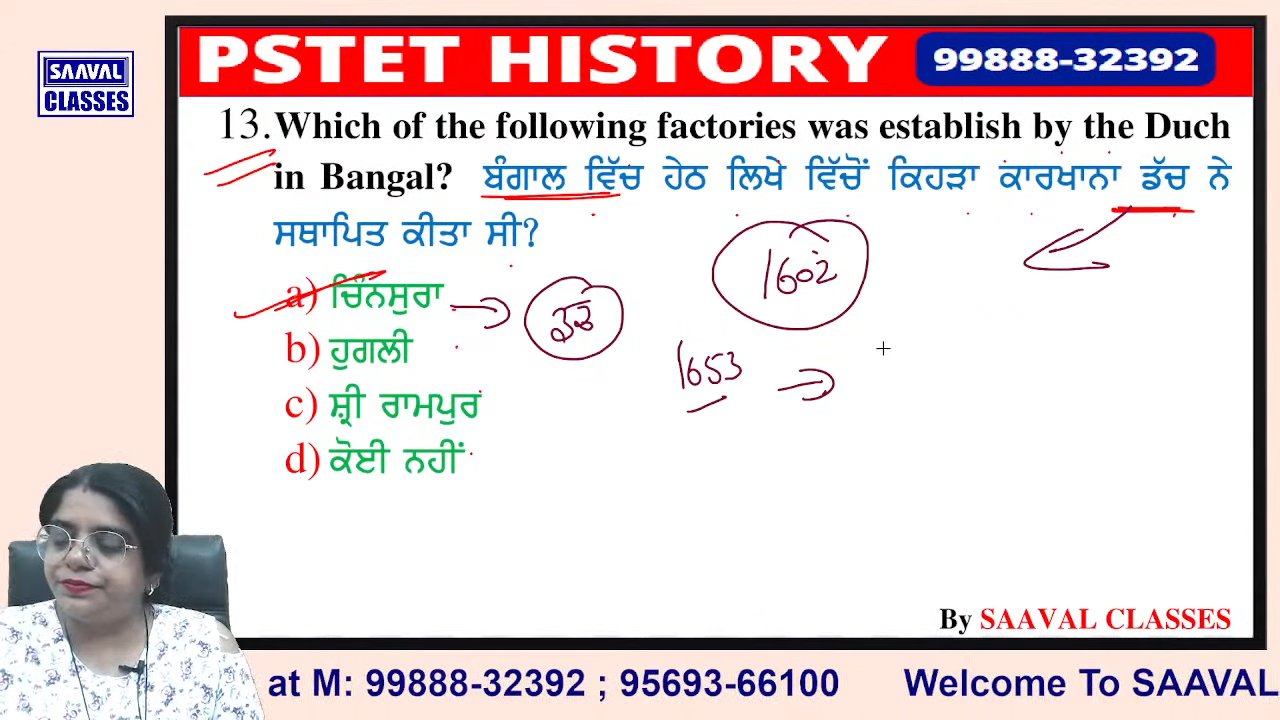 SAAVAL
CLASSES
PSTET HISTORY
99888-32392
13.Which of the following factories was establish by the Duch
in Bangal? ਬੰਗਾਲ ਵਿੱਚ ਹੇਠ ਲਿਖੇ ਵਿੱਚੋਂ ਕਿਹੜਾ ਕਾਰਖਾਨਾ ਡੱਚ ਨੇ
ਸਥਾਪਿਤ ਕੀਤਾ ਸੀ?
1602
a) ਚਿੰਨਸੁਰਾ
b) ਹੁਗਲੀ
1653
c) ਸ਼੍ਰੀ ਰਾਮਪੁਰ
d) ਕੋਈ ਨਹੀਂ
By SAAVAL CLASSES
at M: 99888-32392 ; 95693-66100 Welcome To SAAVAL